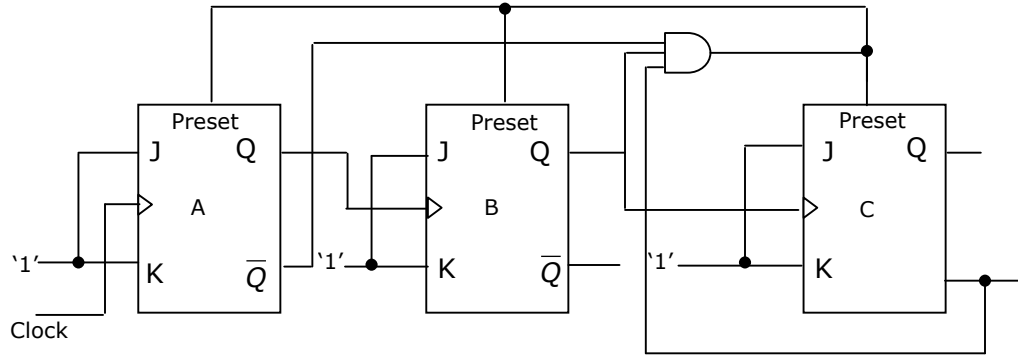 Preset Preset Preset
J Q J Q J Q
A B C
'1' K Q̅ '1' K Q̅ '1' K
Clock